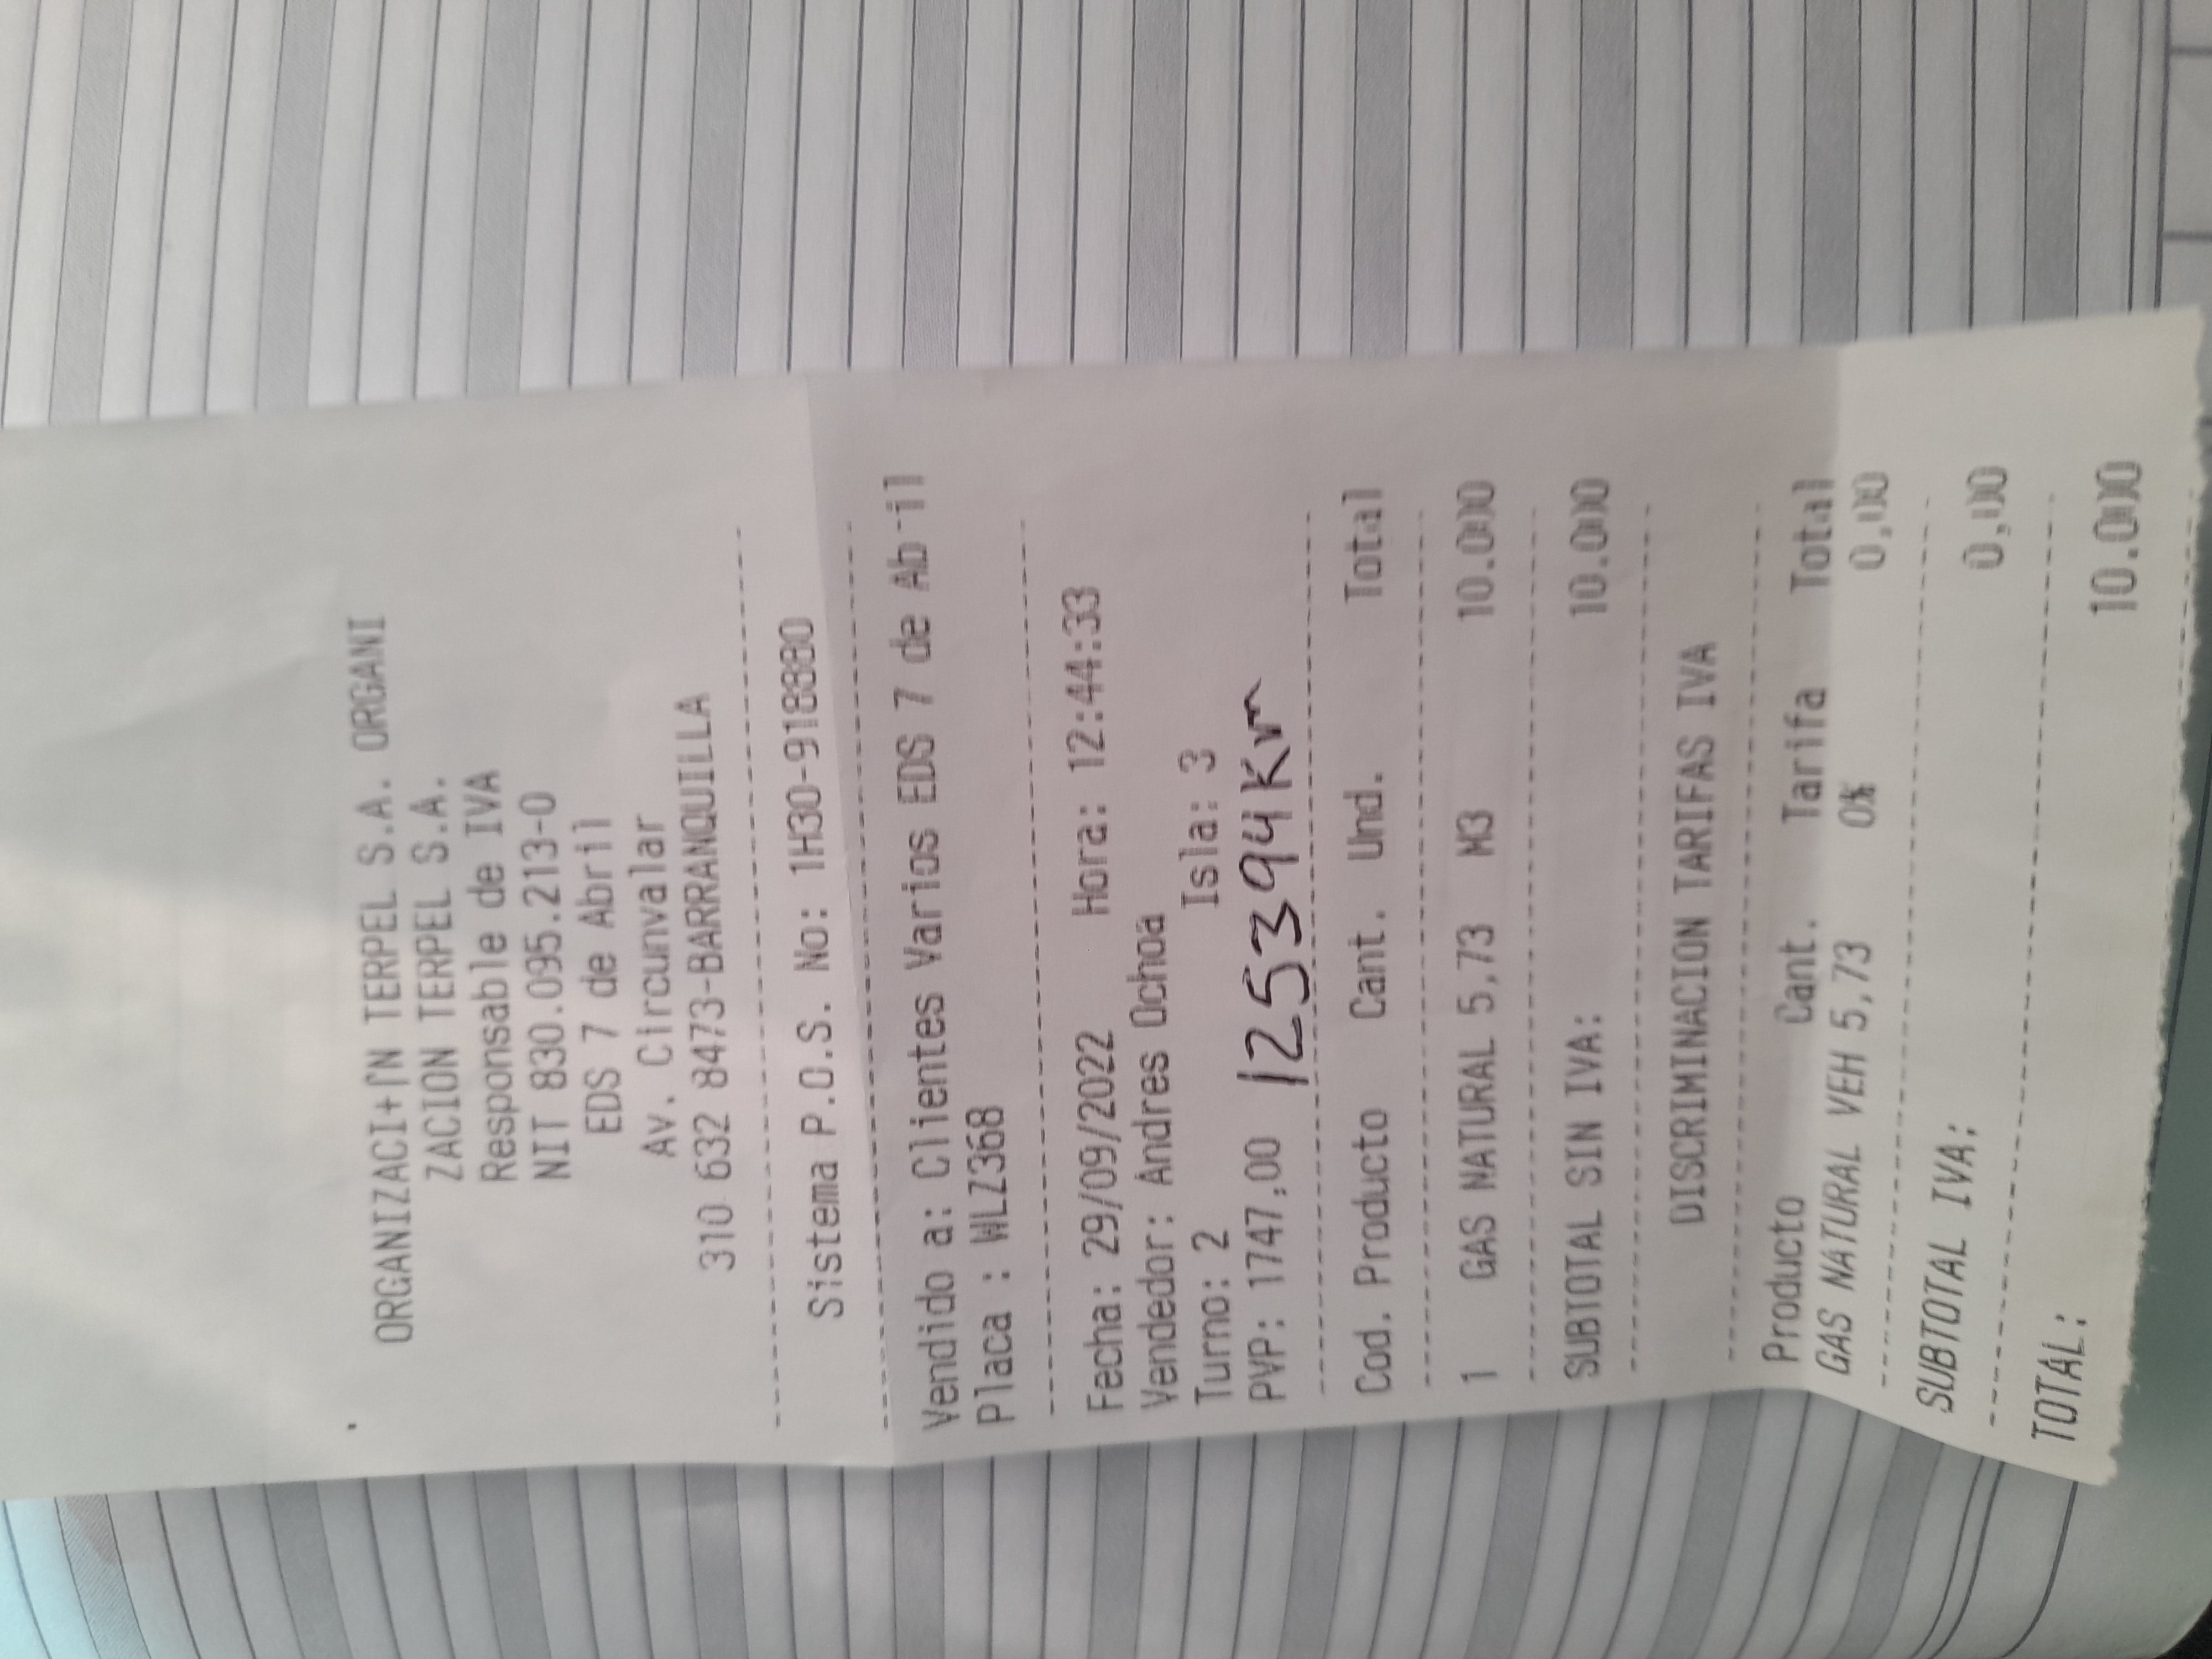 ORGANIZACI+ÍN TERPEL S.A. ORGANI
ZACION TERPEL S.A.
Responsable de IVA
NIT 830.095.213-0
EDS 7 de Abril
Av. Circunvalar
310 632 8473-BARRANQUILLA
Sistema P.O.S. No: 1H30-918880
Vendido a: Clientes Varios EDS 7 de Abril
Placa : WLZ368
Fecha: 29/09/2022 Hora: 12:44:33
Vendedor: Andres Ochoa
Turno: 2 Isla: 3
PVP: 1747,00 125394Km
Cod. Producto Cant. Und. Total
1 GAS NATURAL 5,73 M3 10.000
SUBTOTAL SIN IVA: 10.000
DISCRIMINACION TARIFAS IVA
Producto Cant. Tarifa Total
GAS NATURAL VEH 5,73 0% 0,00
SUBTOTAL IVA: 0,00
TOTAL: 10.000